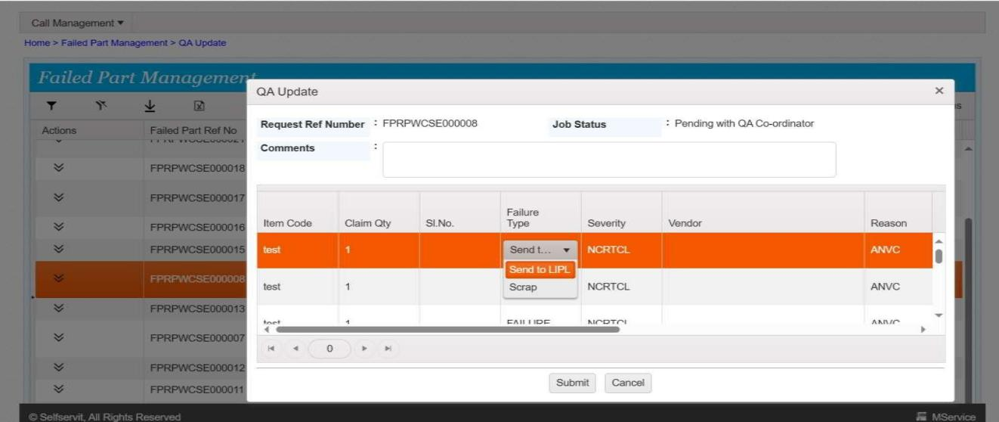 Call Management ▼
Home > Failed Part Management > QA Update
Failed Part Management
QA Update ×
Request Ref Number : FPRPWCSE000008 Job Status : Pending with QA Co-ordinator
Comments :
Actions Failed Part Ref No
FPRPWCSE000018
FPRPWCSE000017
FPRPWCSE000016
FPRPWCSE000015
FPRPWCSE000008
FPRPWCSE000013
FPRPWCSE000007
FPRPWCSE000012
FPRPWCSE000011
Item Code Claim Qty Sl.No. Failure Type Severity Vendor Reason
test 1 Send t... ▼ NCRTCL ANVC
Send to LIPL
Scrap
test 1 NCRTCL ANVC
test 1 FAILURE NCRTCL ANVC
0
Submit Cancel
© Selfservit, All Rights Reserved MService